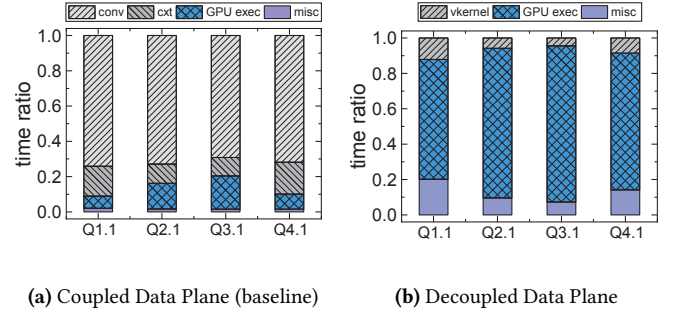 conv cxt GPU exec misc
vkernel GPU exec misc
time ratio
1.0
0.8
0.6
0.4
0.2
0.0
Q1.1 Q2.1 Q3.1 Q4.1
time ratio
1.0
0.8
0.6
0.4
0.2
0.0
Q1.1 Q2.1 Q3.1 Q4.1
(a) Coupled Data Plane (baseline)
(b) Decoupled Data Plane